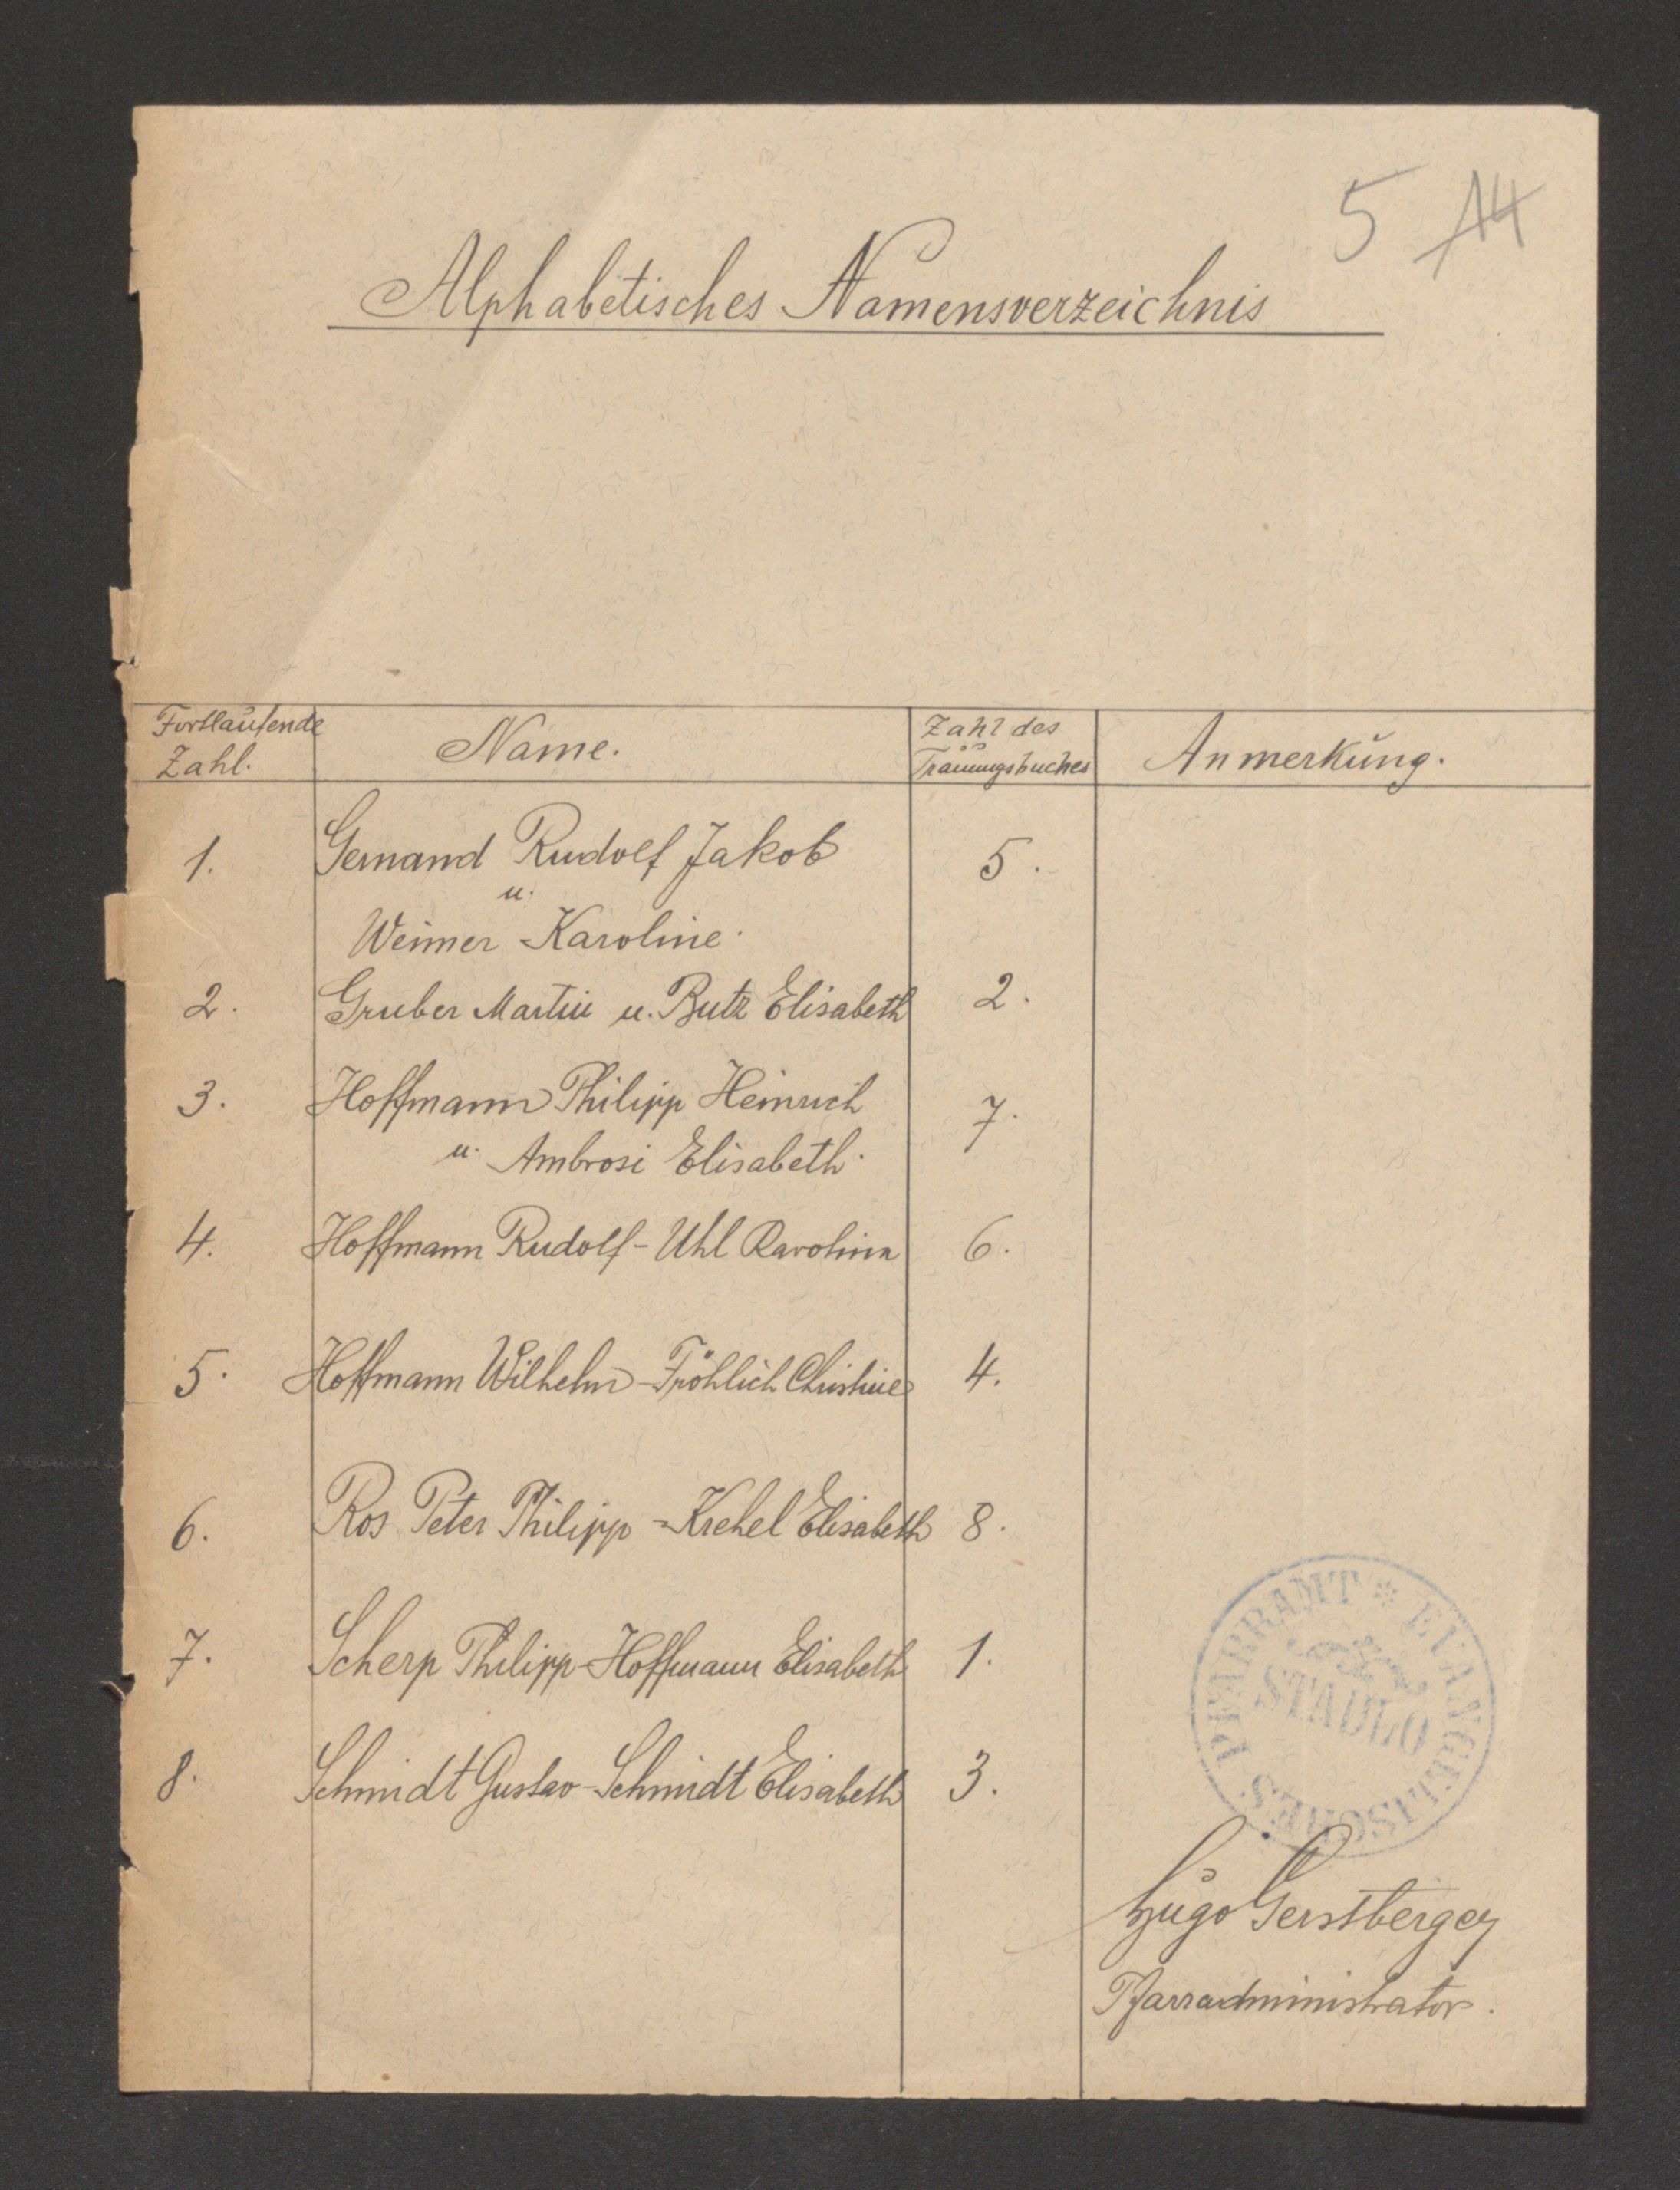 5 14
Alphabetisches Namensverzeichnis
Fortlaufende Zahl. Name. Zahl des Trauungsbuches Anmerkung.
1. Gernand Rudolf Jakob 5.
u.
Weimer Karoline.
2. Gruber Martin u. Butz Elisabeth 2.
3. Hoffmann Philipp Heinrich 7.
u. Ambrosi Elisabeth.
4. Hoffmann Rudolf - Uhl Karolina 6.
5. Hoffmann Wilhelm - Fröhlich Christine 4.
6. Ros Peter Philipp - Krehel Elisabeth 8.
7. Scherp Philipp - Hoffmann Elisabeth 1.
8. Schmidt Gustav - Schmidt Elisabeth 3.
EVANGELISCHES PFARRAMT *
STADLO
Hugo Gerstberger
Pfarradministrator.